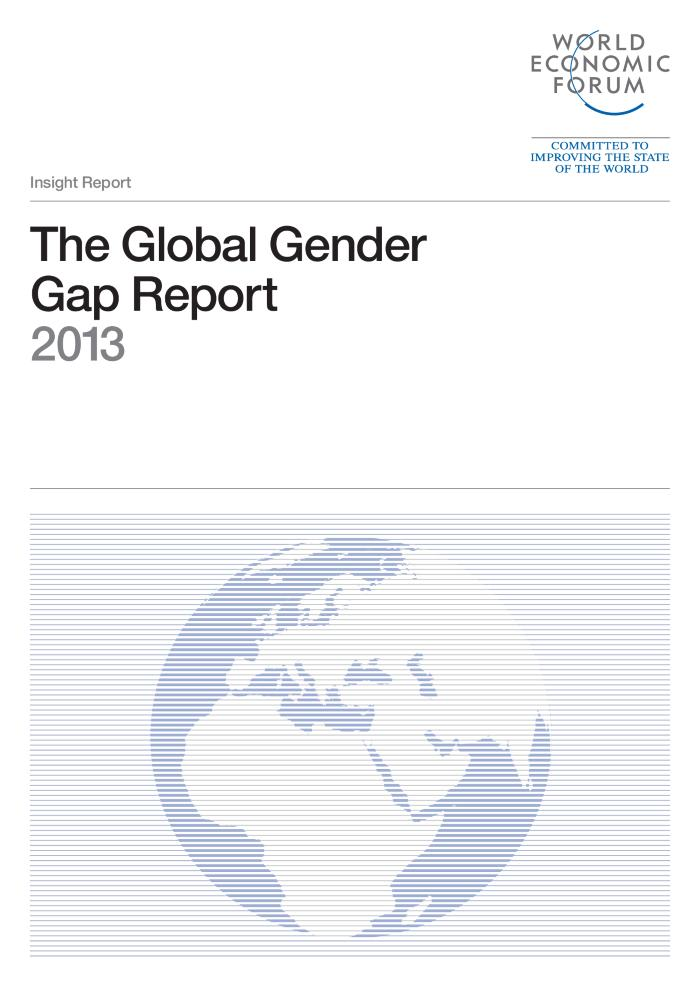 WORLD
ECONOMIC
FORUM
COMMITTED TO
IMPROVING THE STATE
OF THE WORLD
Insight Report
The Global Gender
Gap Report
2013